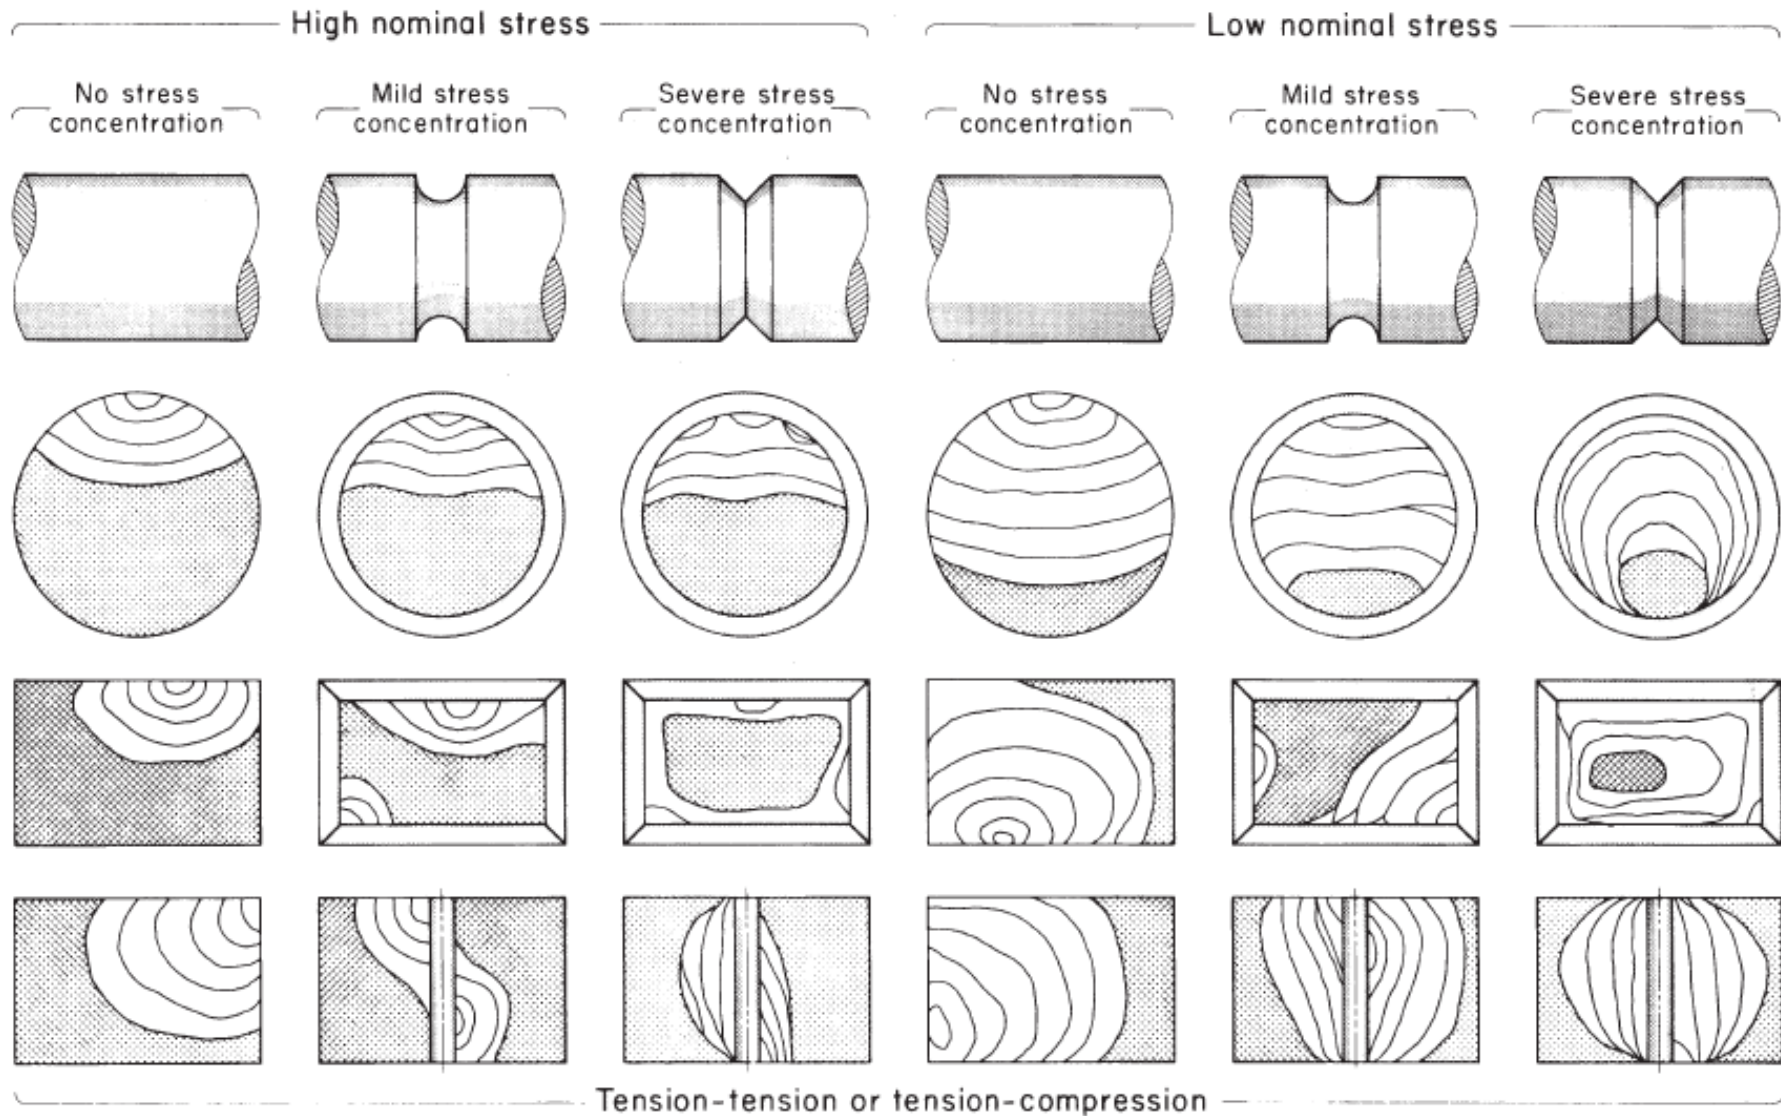 High nominal stress
Low nominal stress
No stress
concentration
Mild stress
concentration
Severe stress
concentration
No stress
concentration
Mild stress
concentration
Severe stress
concentration
Tension-tension or tension-compression